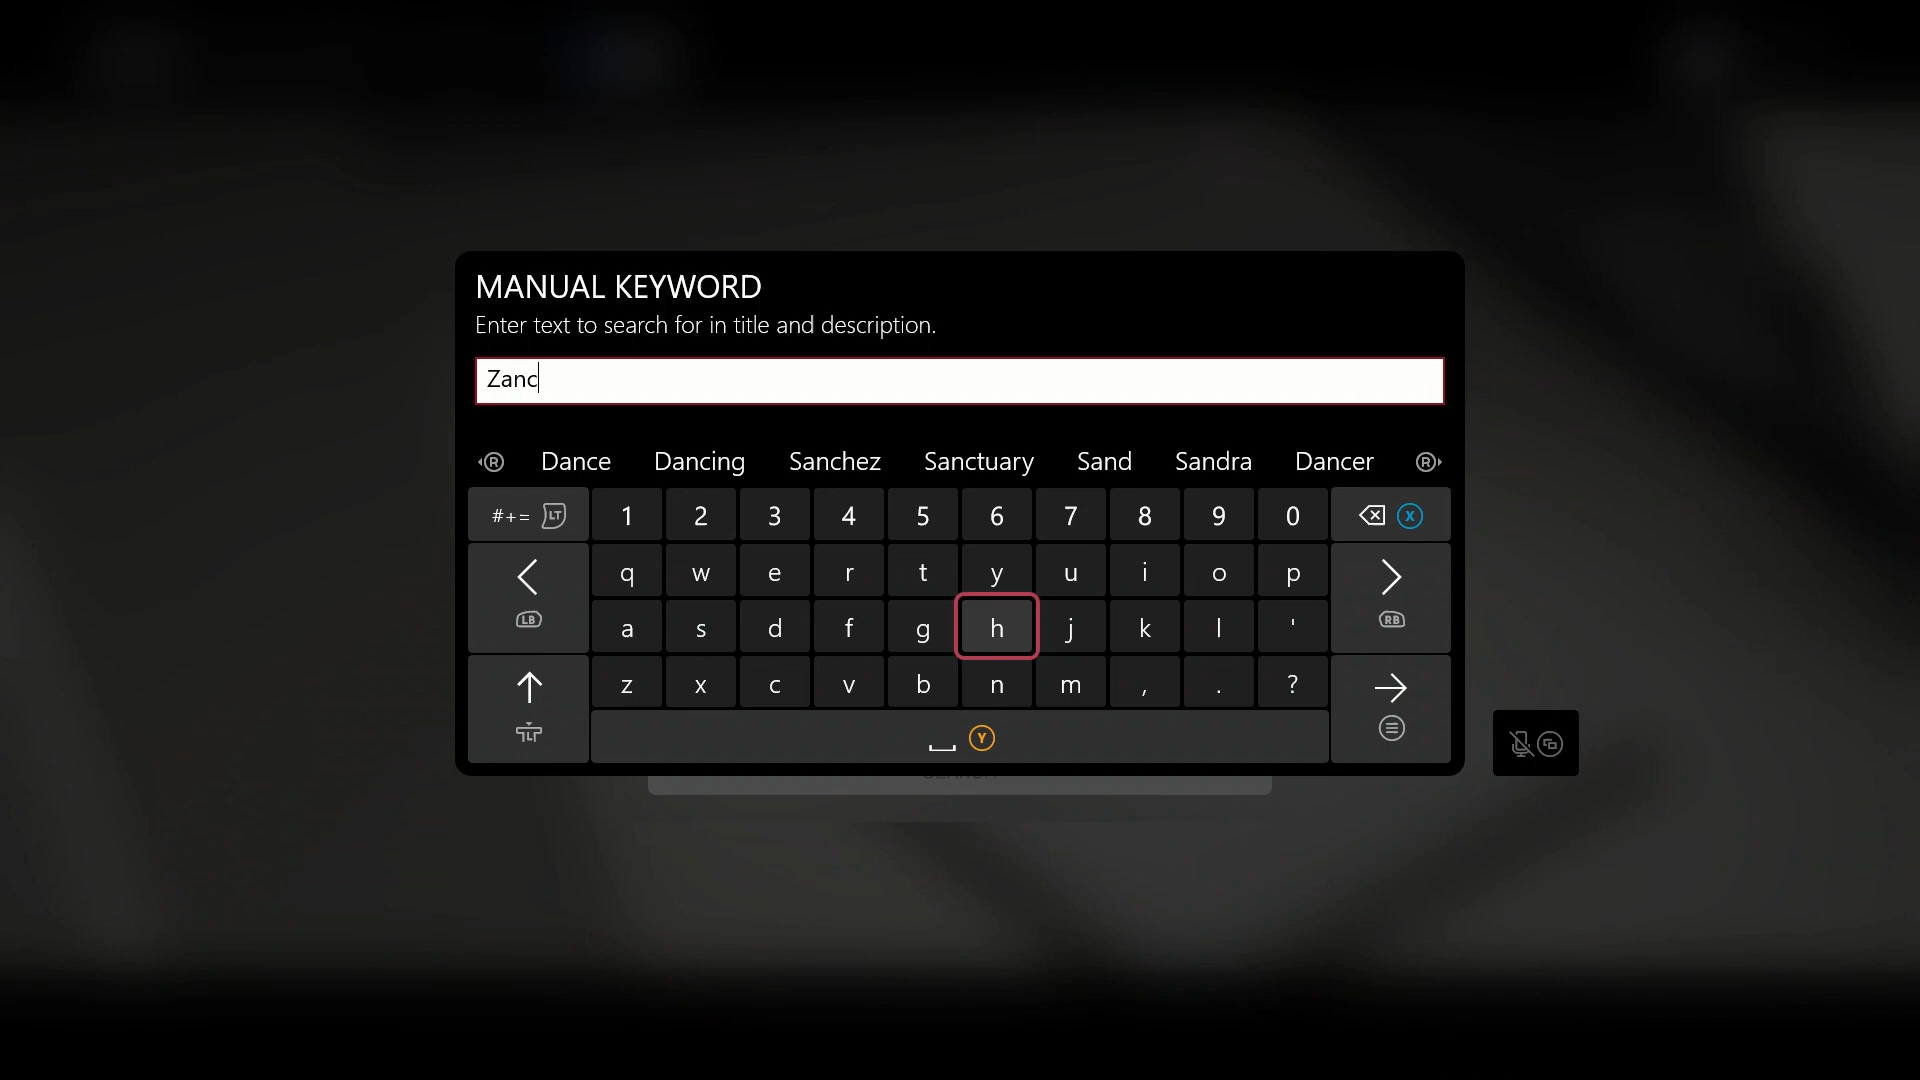 MANUAL KEYWORD
Enter text to search for in title and description.
Zanc
R Dance Dancing Sanchez Sanctuary Sand Sandra Dancer R
#+= LT 1 2 3 4 5 6 7 8 9 0 X
LB q w e r t y u i o p RB
a s d f g h j k l '
LT z x c v b n m , . ?
Y